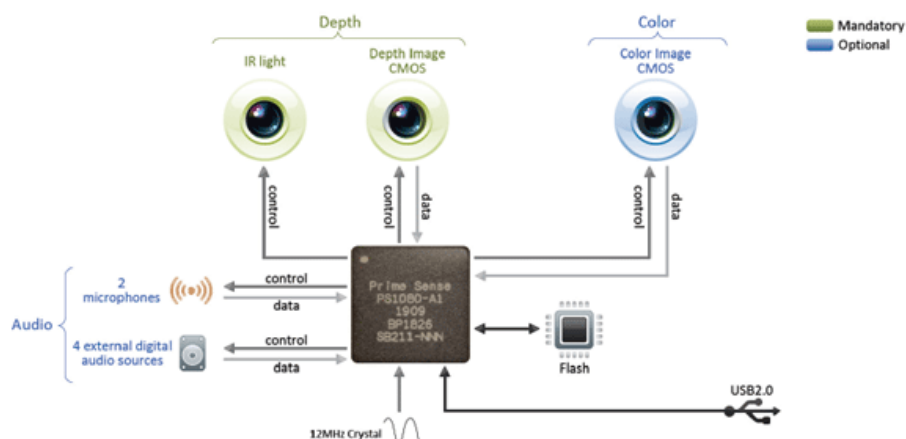 Depth
Color
Mandatory
Optional
IR light
Depth Image
CMOS
Color Image
CMOS
control
control
data
control
data
2
microphones
control
data
Audio
4 external digital
audio sources
control
data
Prime Sense
PS1080-A1
1909
BP1826
SB211-NNN
Flash
USB2.0
12MHz Crystal